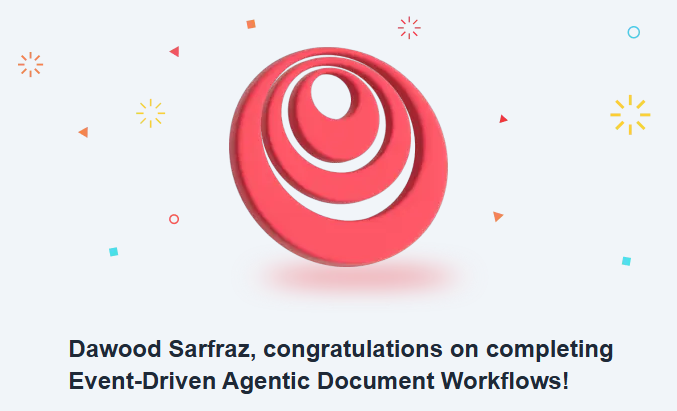 Dawood Sarfraz, congratulations on completing
Event-Driven Agentic Document Workflows!